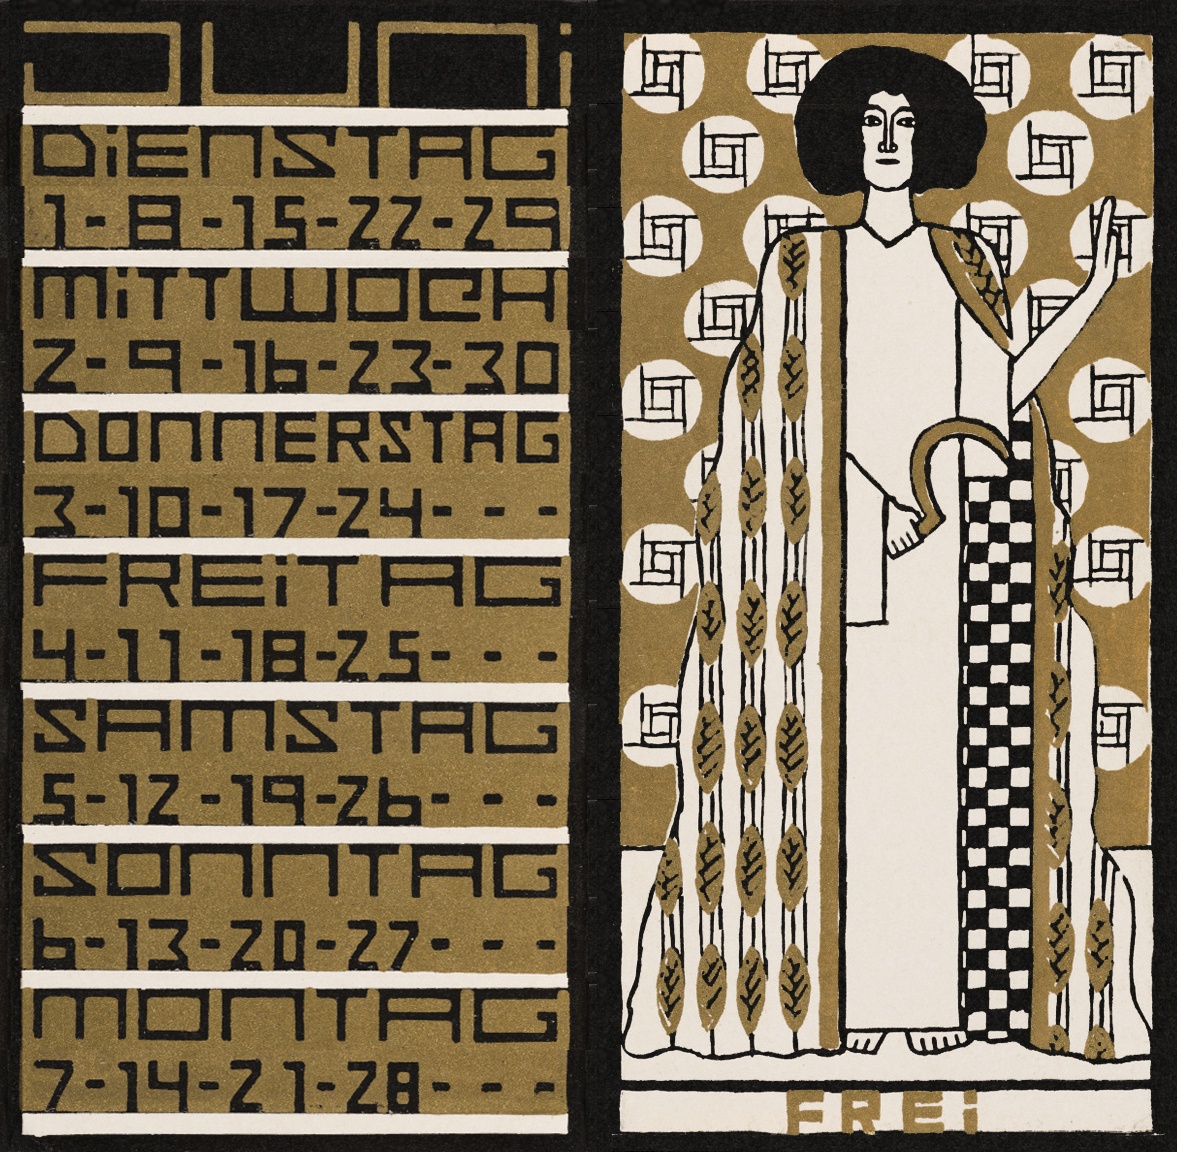 JUNi
DiENSTAG
1-8-15-22-29
MiTTWOCH
2-9-16-23-30
DONNERSTAG
3-10-17-24- - -
FREiTAG
4-11-18-25- - -
SAMSTAG
5-12-19-26- - -
SONNTAG
6-13-20-27- - -
MONTAG
7-14-21-28- - -
FREi